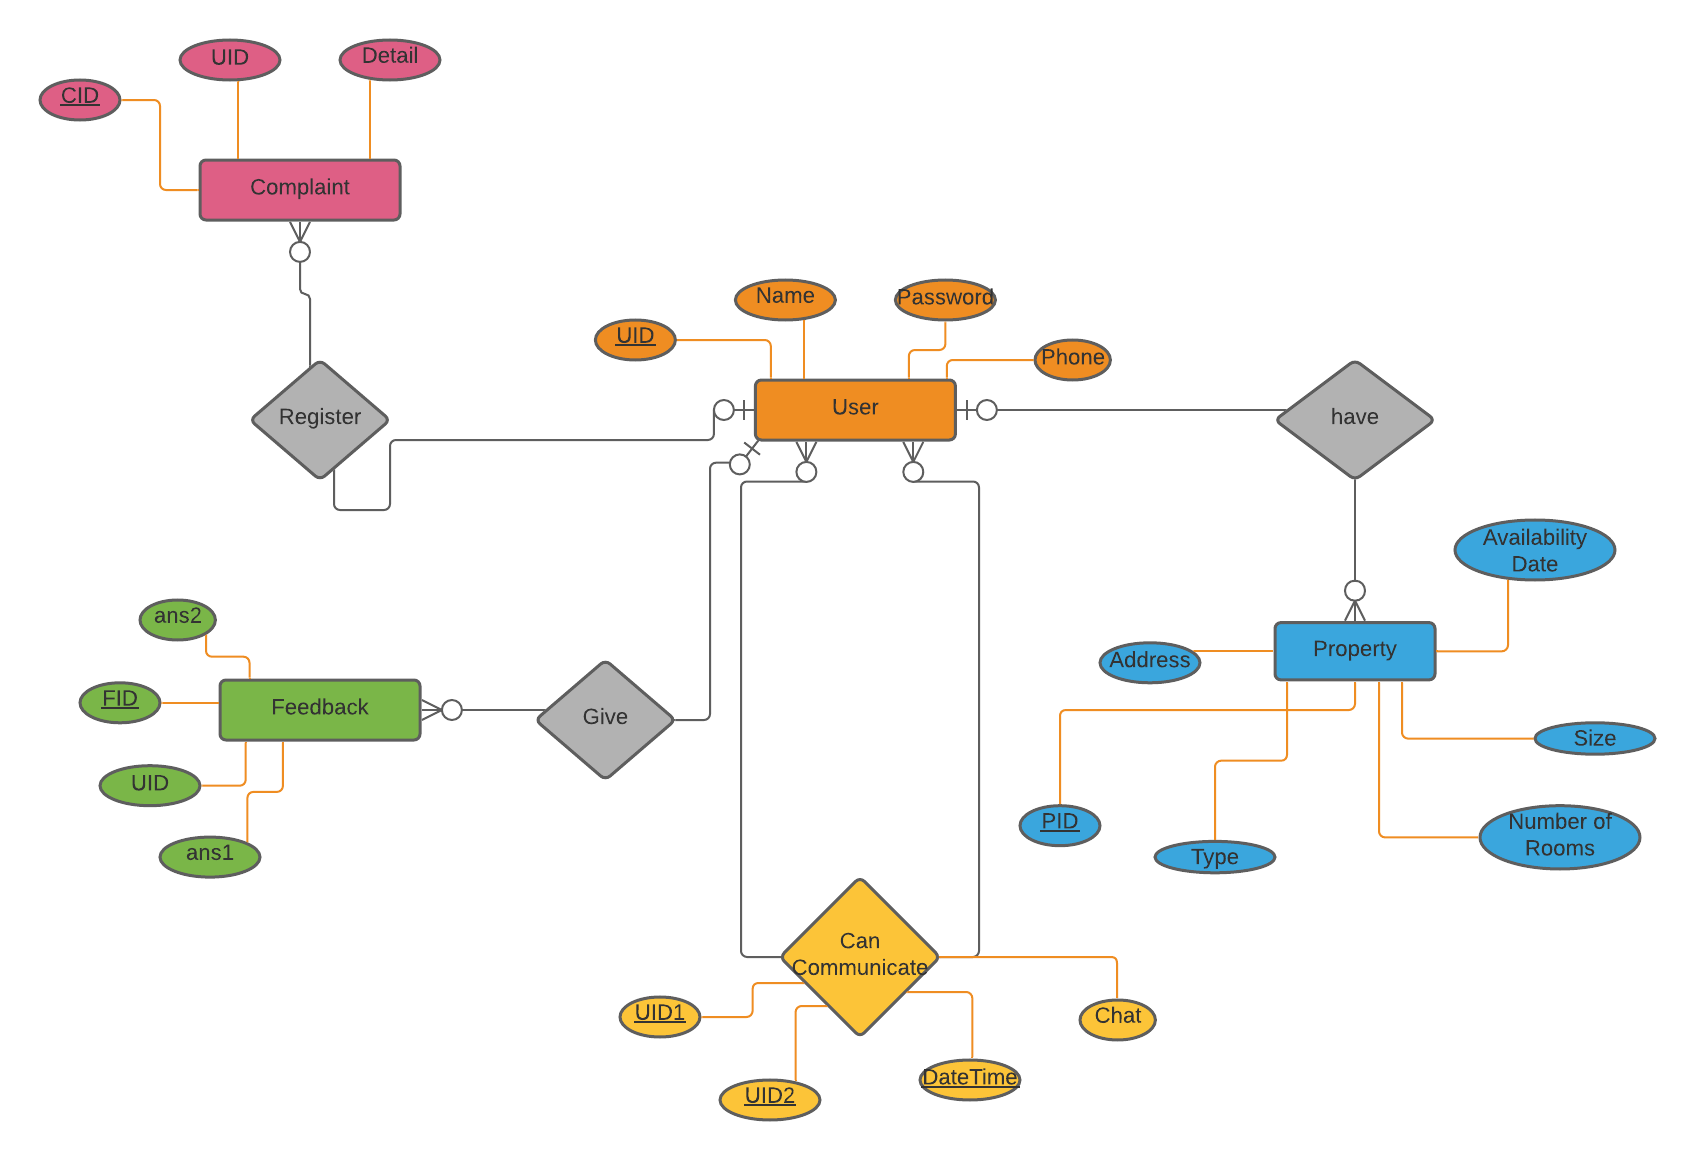 UID
Detail
CID
Complaint
Name
Password
UID
Phone
User
Register
have
Availability
Date
ans2
Property
Address
FID
Feedback
Give
Size
UID
PID
Number of
Rooms
ans1
Type
Can
Communicate
UID1
Chat
DateTime
UID2